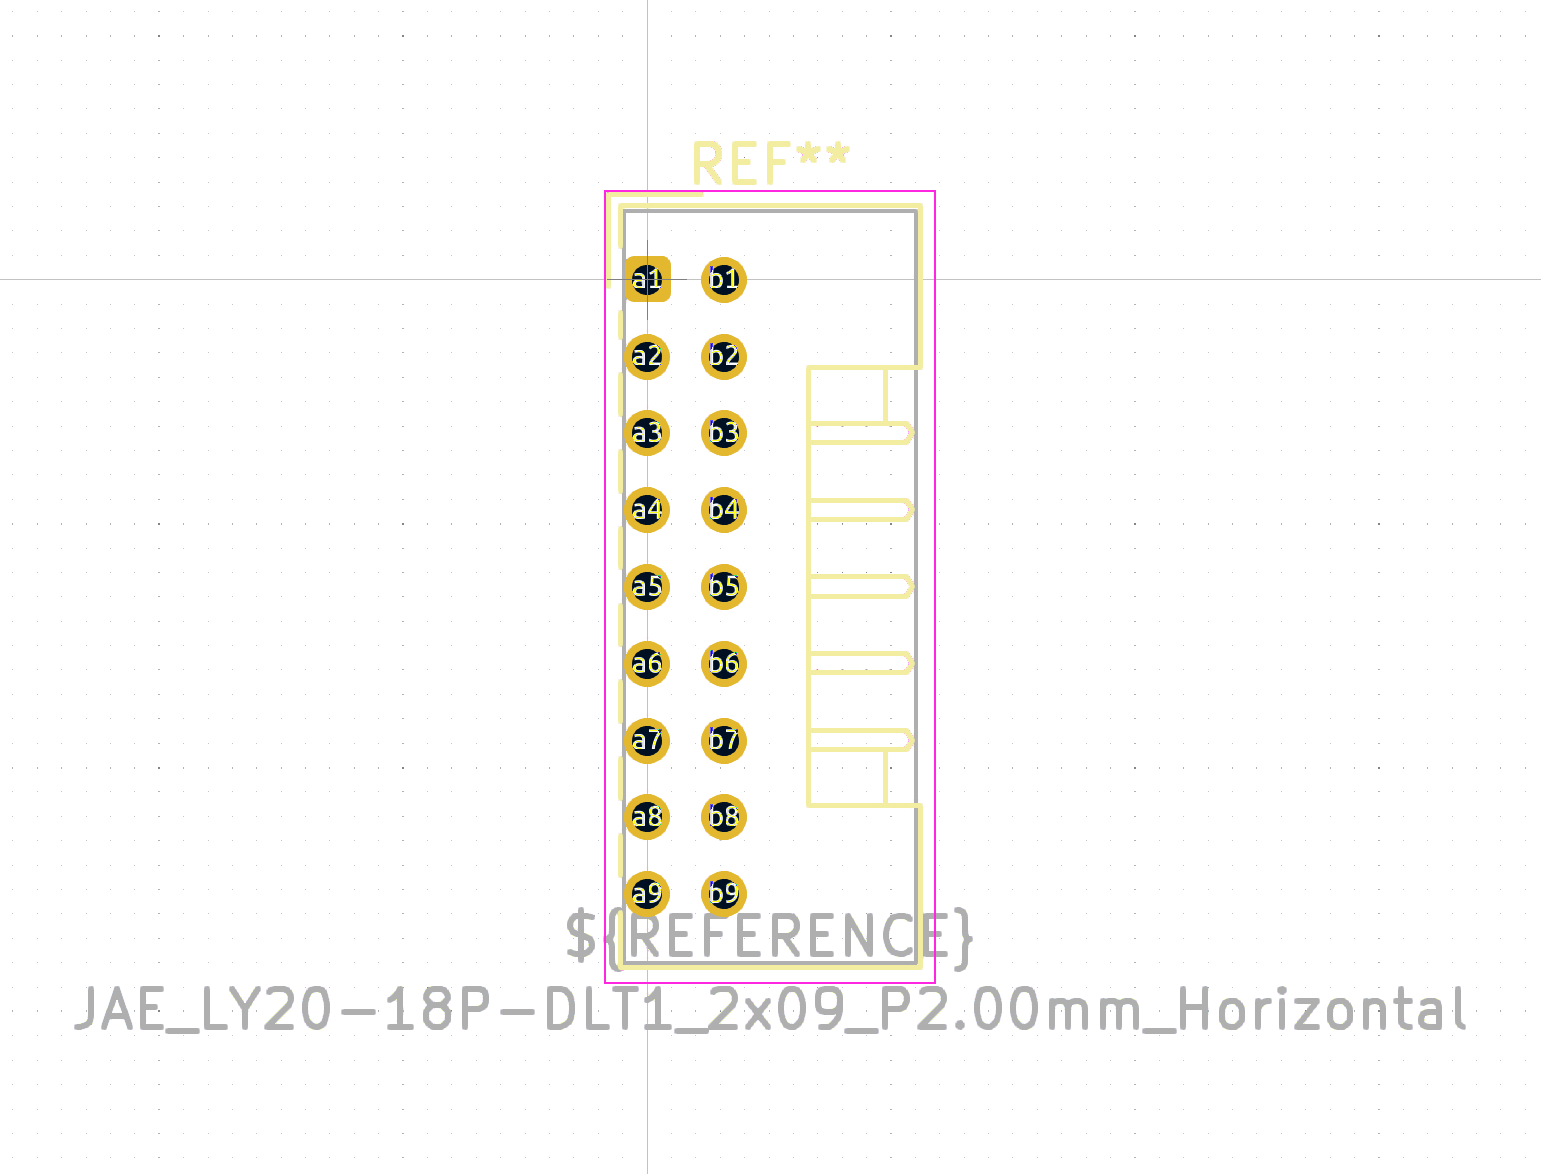 REF**
a1 b1
a2 b2
a3 b3
a4 b4
a5 b5
a6 b6
a7 b7
a8 b8
a9 b9
${REFERENCE}
JAE_LY20-18P-DLT1_2x09_P2.00mm_Horizontal